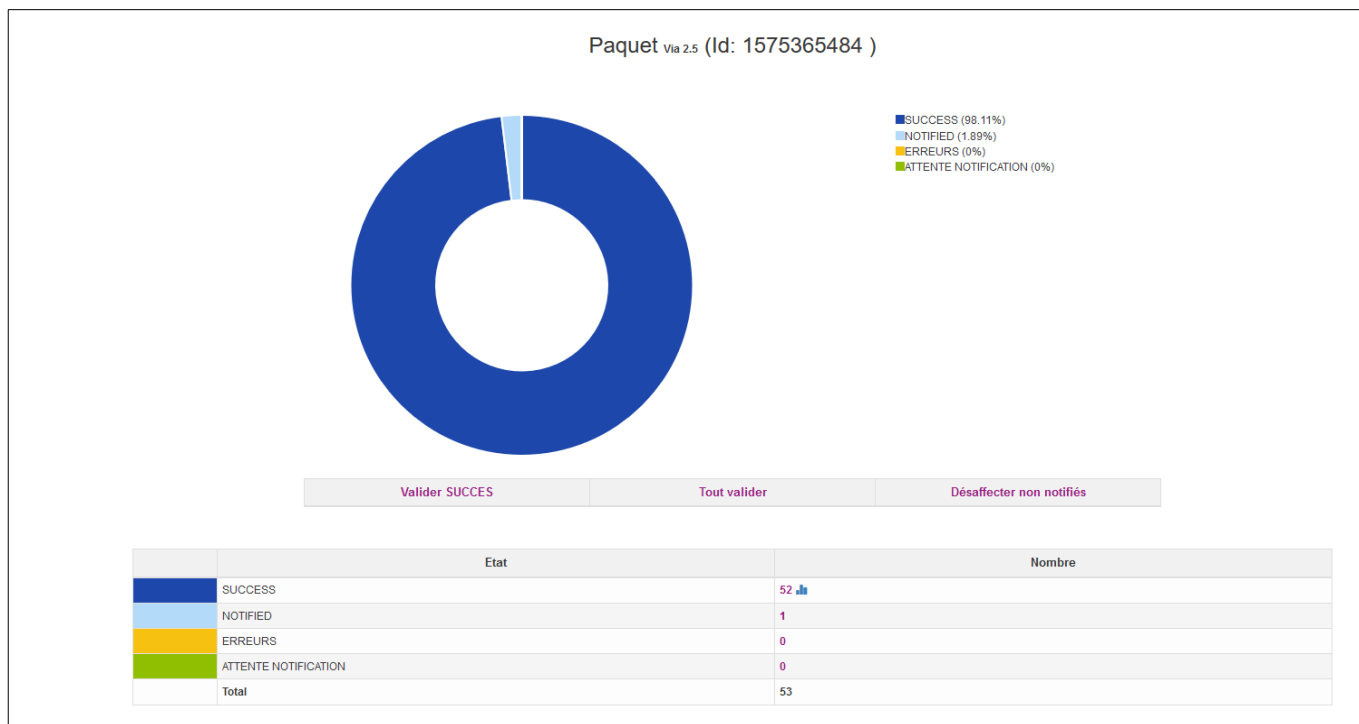 Paquet Via 2.5 (Id: 1575365484 )
SUCCESS (98.11%)
NOTIFIED (1.89%)
ERREURS (0%)
ATTENTE NOTIFICATION (0%)
Valider SUCCES Tout valider Désaffecter non notifiés
Etat Nombre
SUCCESS 52
NOTIFIED 1
ERREURS 0
ATTENTE NOTIFICATION 0
Total 53